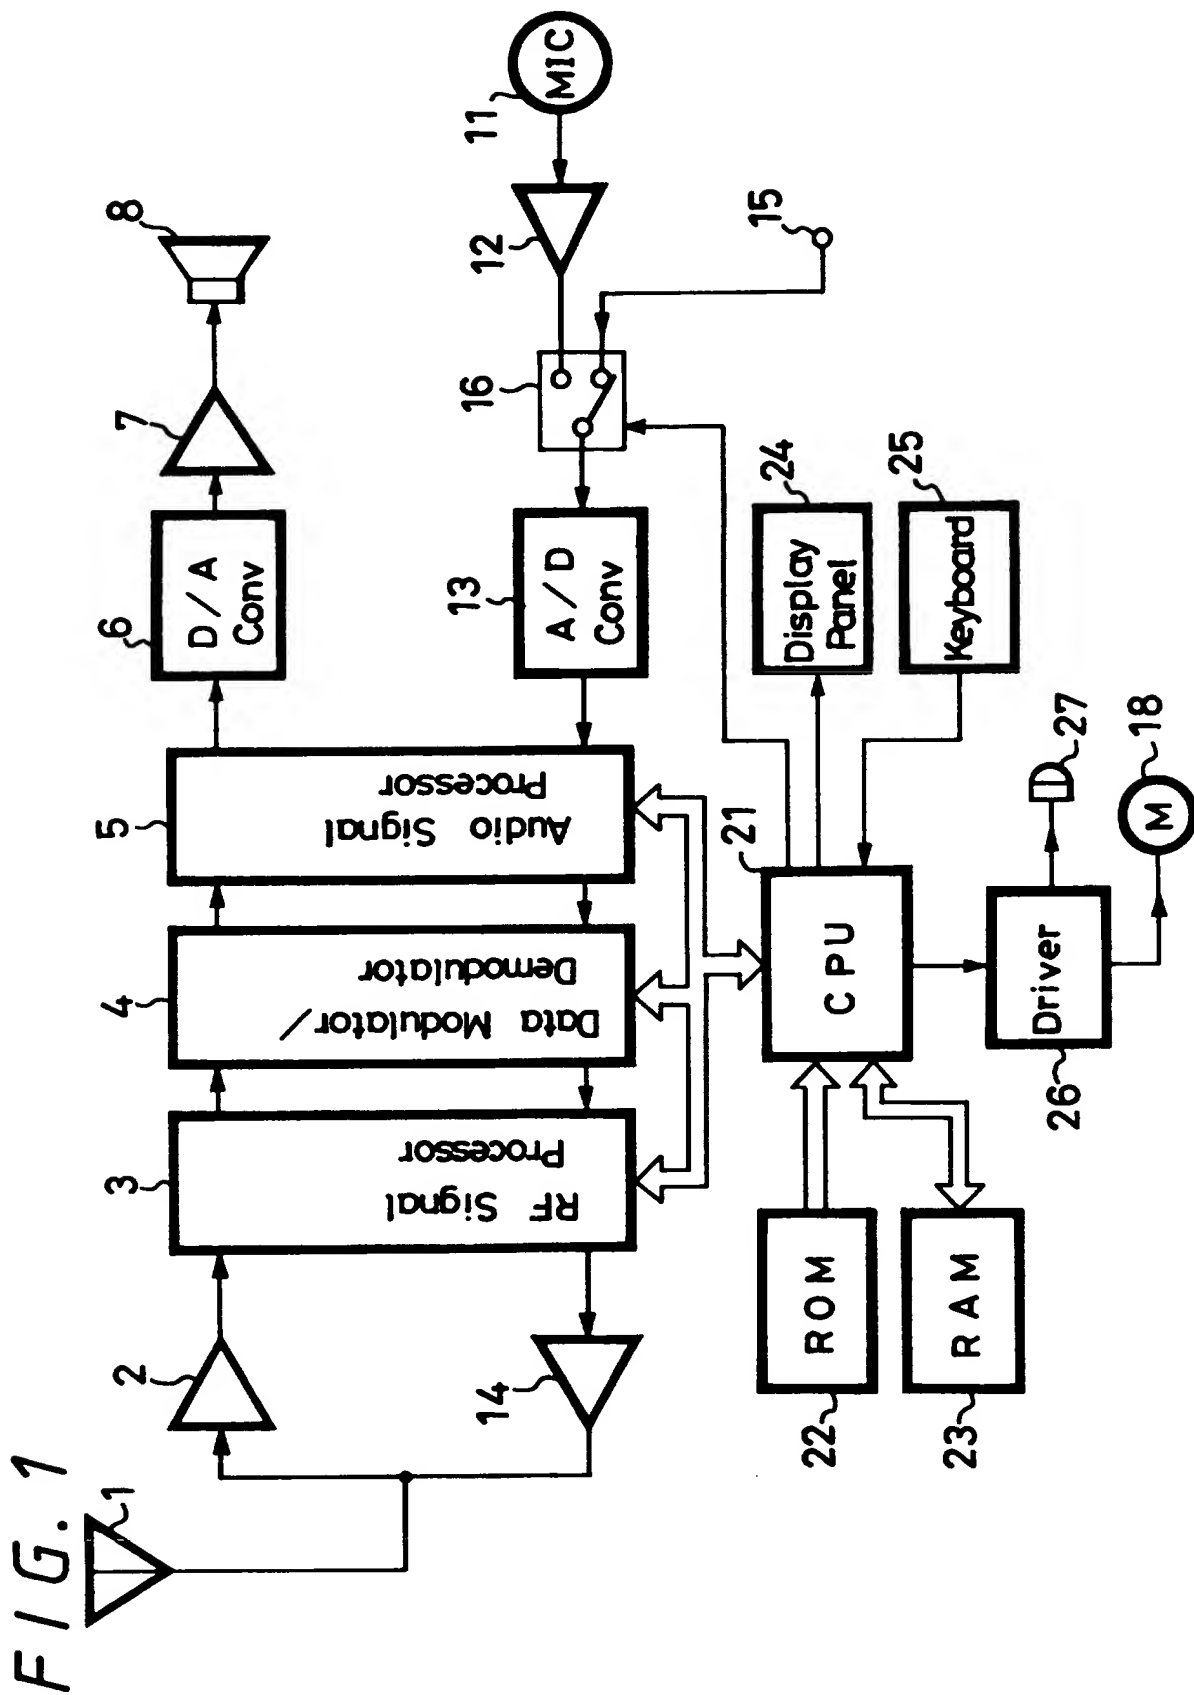 FIG. 1
1
2
3
RF Signal
Processor
4
Data Modulator/
Demodulator
5
Audio Signal
Processor
6
D/A
Conv
7
8
14
13
A/D
Conv
16
12
11
MIC
15
22
ROM
23
RAM
21
CPU
24
Display
Panel
25
Keyboard
26
Driver
27
18
M